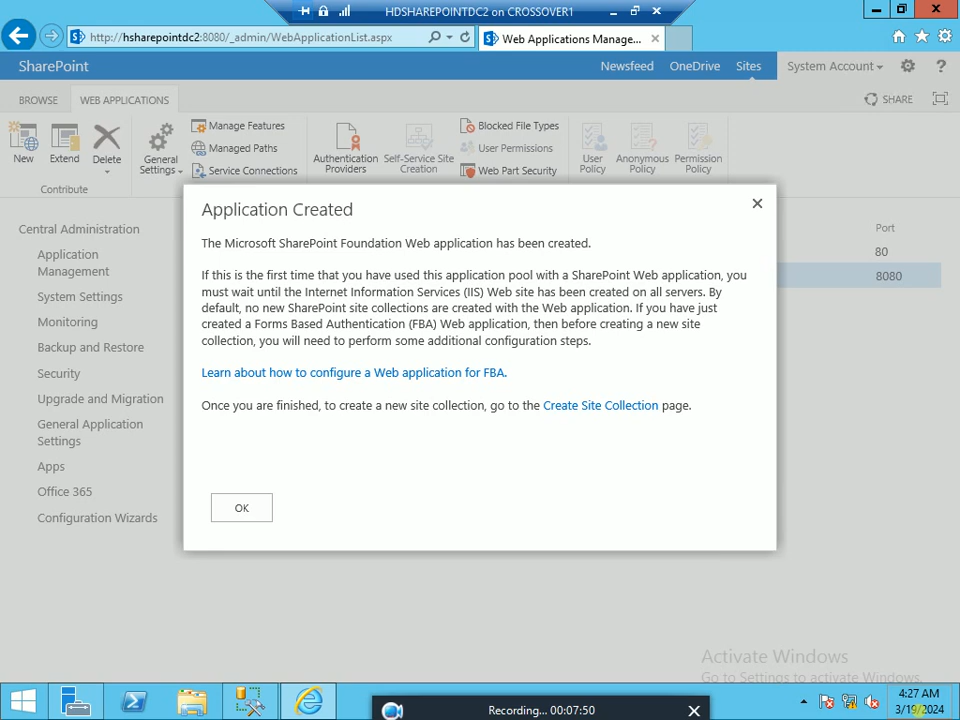 HDSHAREPOINTDC2 on CROSSOVER1
http://hsharepointdc2:8080/_admin/WebApplicationList.aspx
Web Applications Manage...
SharePoint
Newsfeed
OneDrive
Sites
System Account
?
BROWSE
WEB APPLICATIONS
SHARE
New
Extend
Delete
General Settings
Manage Features
Managed Paths
Service Connections
Authentication Providers
Self-Service Site Creation
Blocked File Types
User Permissions
Web Part Security
User Policy
Anonymous Policy
Permission Policy
Contribute
Central Administration
Application Management
System Settings
Monitoring
Backup and Restore
Security
Upgrade and Migration
General Application Settings
Apps
Office 365
Configuration Wizards
Port
80
8080
Application Created
The Microsoft SharePoint Foundation Web application has been created.
If this is the first time that you have used this application pool with a SharePoint Web application, you
must wait until the Internet Information Services (IIS) Web site has been created on all servers. By
default, no new SharePoint site collections are created with the Web application. If you have just
created a Forms Based Authentication (FBA) Web application, then before creating a new site
collection, you will need to perform some additional configuration steps.
Learn about how to configure a Web application for FBA.
Once you are finished, to create a new site collection, go to the Create Site Collection page.
OK
Activate Windows
Go to Settings to activate Windows.
Recording... 00:07:50
4:27 AM
3/19/2024